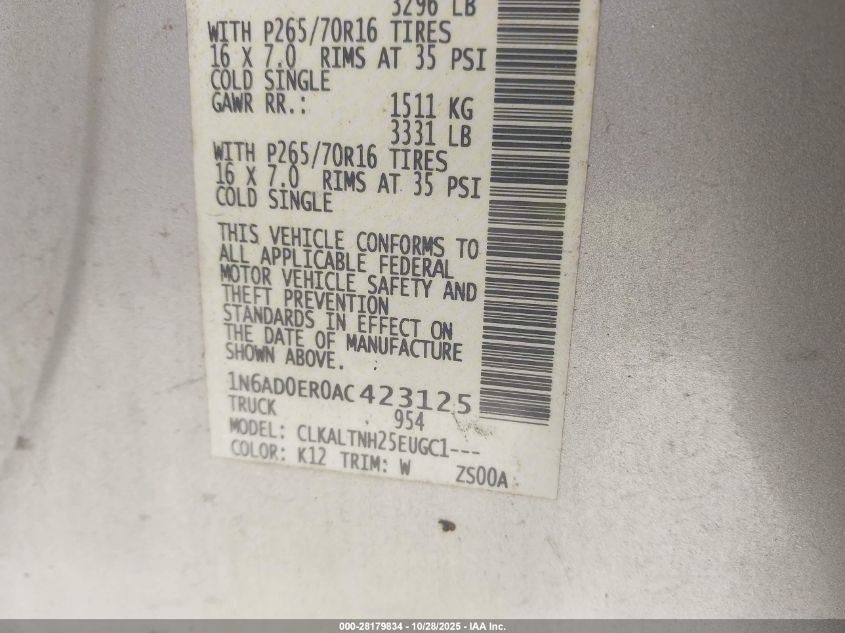 3296 LB
WITH P265/70R16 TIRES
16 X 7.0 RIMS AT 35 PSI
COLD SINGLE
GAWR RR.: 1511 KG
3331 LB
WITH P265/70R16 TIRES
16 X 7.0 RIMS AT 35 PSI
COLD SINGLE
THIS VEHICLE CONFORMS TO
ALL APPLICABLE FEDERAL
MOTOR VEHICLE SAFETY AND
THEFT PREVENTION
STANDARDS IN EFFECT ON
THE DATE OF MANUFACTURE
SHOWN ABOVE.
1N6AD0ER0AC423125
TRUCK 954
MODEL: CLKALTNH25EUGC1---
COLOR: K12 TRIM: W ZS00A
000-28179834 - 10/28/2025 - IAA Inc.